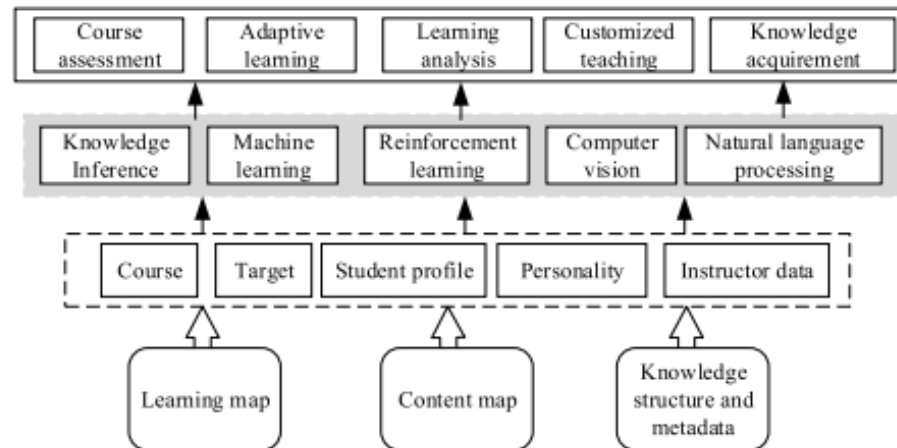 Course
assessment
Adaptive
learning
Learning
analysis
Customized
teaching
Knowledge
acquirement
Knowledge
Inference
Machine
learning
Reinforcement
learning
Computer
vision
Natural language
processing
Course
Target
Student profile
Personality
Instructor data
Learning map
Content map
Knowledge
structure and
metadata